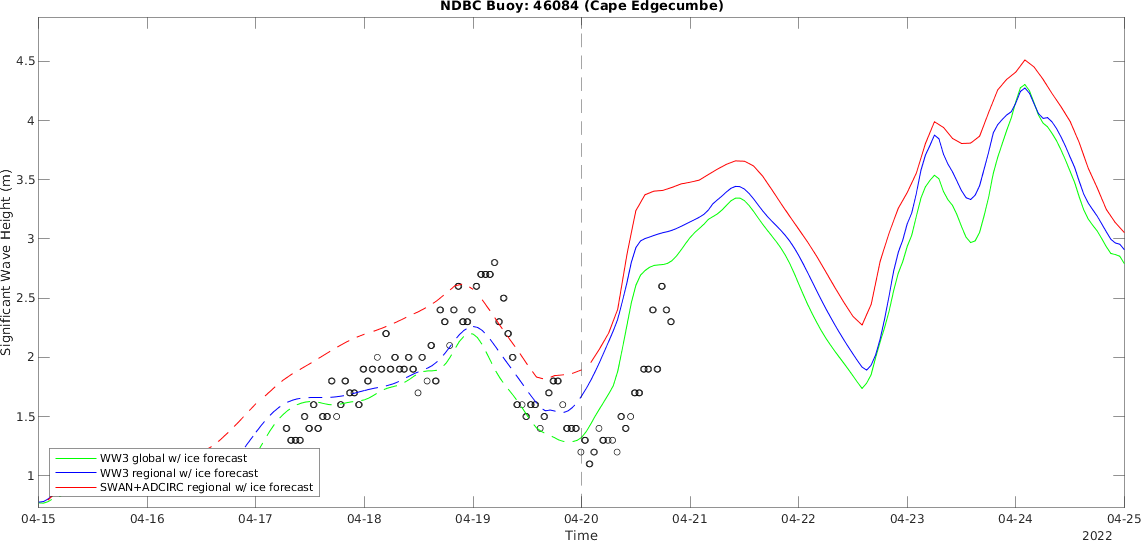 NDBC Buoy: 46084 (Cape Edgecumbe)
Significant Wave Height (m)
4.5
4
3.5
3
2.5
2
1.5
1
WW3 global w/ ice forecast
WW3 regional w/ ice forecast
SWAN+ADCIRC regional w/ ice forecast
04-15 04-16 04-17 04-18 04-19 04-20 04-21 04-22 04-23 04-24 04-25
Time
2022